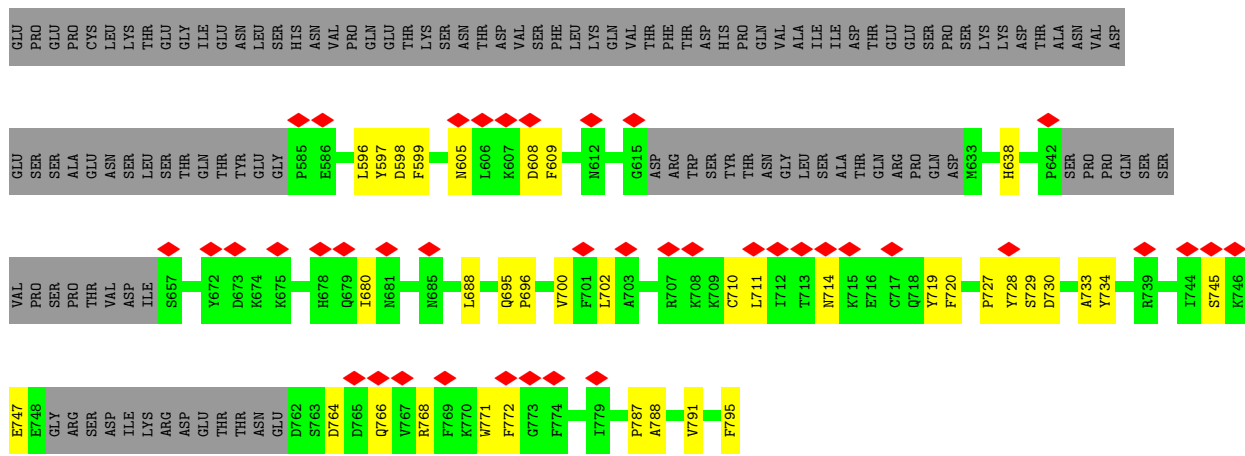 GLU PRO GLU PRO CYS LEU LYS THR GLU GLY ILE GLU ASN LEU SER HIS ASN VAL PRO GLN GLU THR LYS SER ASN THR ASP VAL SER PHE LEU LYS GLN VAL THR PHE THR ASP HIS PRO GLN VAL ALA ILE ILE ASP THR GLU GLU SER PRO SER LYS LYS ASP THR ALA ASN VAL ASP
GLU SER SER ALA GLU ASN SER LEU SER THR GLN THR TYR GLU GLY P585 E586 L596 Y597 D598 F599 N605 L606 K607 D608 F609 N612 G615 ASP ARG TRP SER TYR THR ASN GLY LEU SER ALA THR GLN ARG PRO GLN ASP M633 H638 P642 SER PRO PRO GLN SER SER
VAL PRO SER PRO THR VAL ASP ILE S657 Y672 D673 K674 K675 H678 Q679 I680 N681 N685 L688 Q695 P696 V700 F701 L702 A703 R707 K708 K709 C710 L711 I712 T713 N714 K715 E716 C717 Q718 Y719 F720 P727 Y728 S729 D730 A733 Y734 R739 I744 S745 K746
E747 E748 GLY ARG SER ASP ILE LYS ARG ASP GLU THR THR ASN GLU D762 S763 D764 D765 Q766 V767 R768 F769 K770 W771 F772 G773 F774 I779 P787 A788 V791 F795